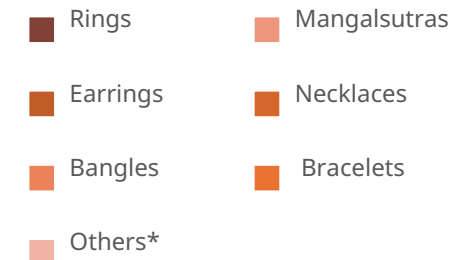 Rings
Mangalsutras
Earrings
Necklaces
Bangles
Bracelets
Others*